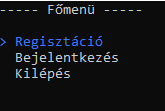 ----- Főmenü -----
> Regisztáció
Bejelentkezés
Kilépés